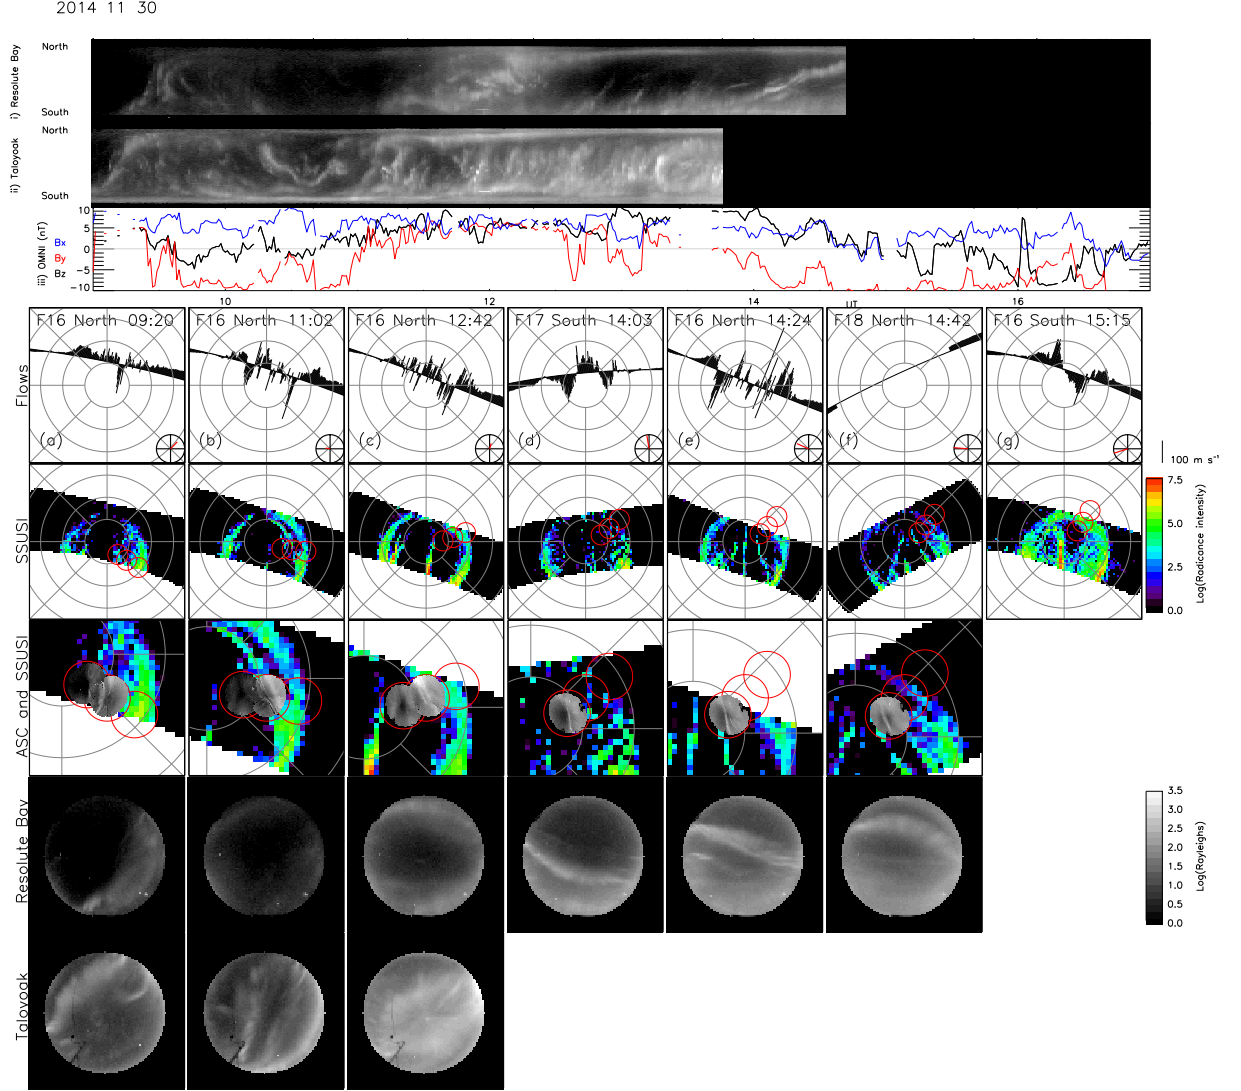 2014 11 30
i) Resolute Bay
North
South
ii) Taloyoak
North
South
iii) OMNI (nT)
Bx
By
Bz
10
5
0
-5
-10
10
12
14
16
UT
Flows
F16 North 09:20
F16 North 11:02
F16 North 12:42
F17 South 14:03
F16 North 14:24
F18 North 14:42
F16 South 15:15
(a)
(b)
(c)
(d)
(e)
(f)
(g)
100 m s⁻¹
SSUSI
7.5
5.0
2.5
0.0
Log(Radicance intensity)
ASC and SSUSI
Resolute Bay
3.5
3.0
2.5
2.0
1.5
1.0
0.5
0.0
Log(Rayleighs)
Taloyoak